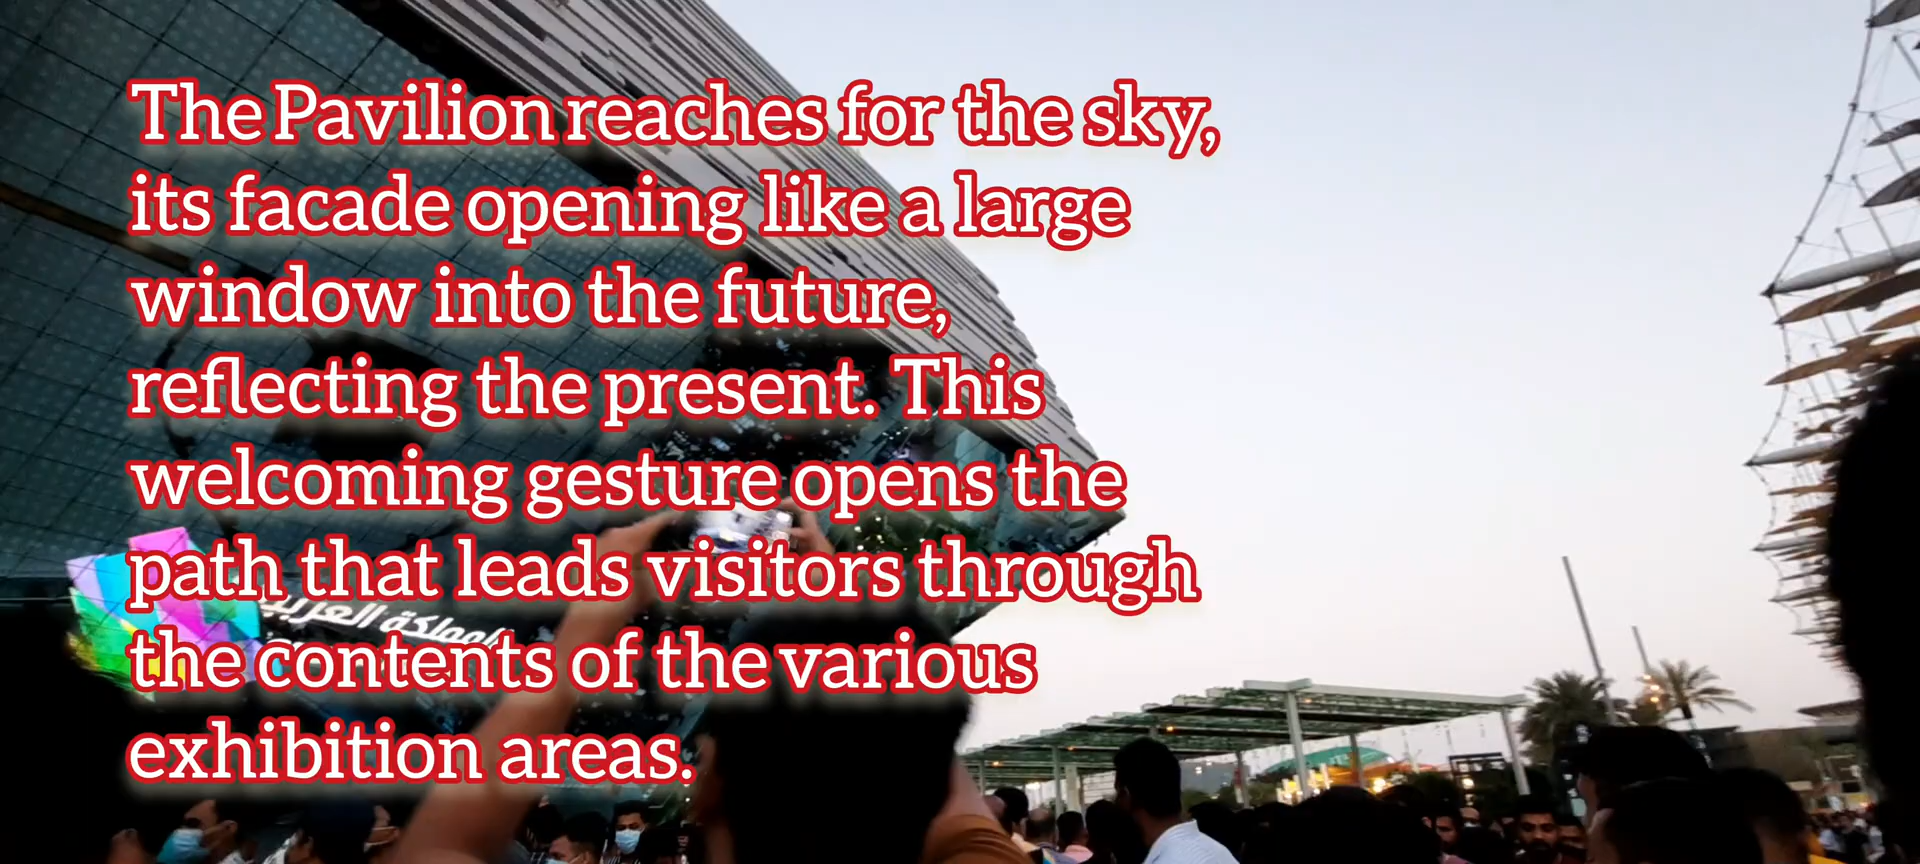 The Pavilion reaches for the sky,
its facade opening like a large
window into the future,
reflecting the present. This
welcoming gesture opens the
path that leads visitors through
the contents of the various
exhibition areas.
المملكة العربية